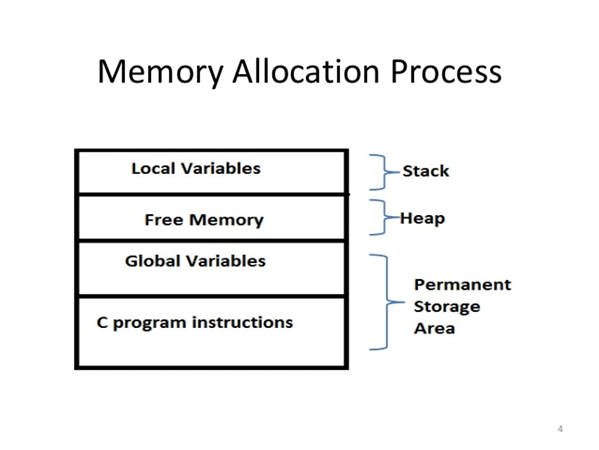 Memory Allocation Process
Local Variables
Stack
Free Memory
Heap
Global Variables
Permanent
Storage
Area
C program instructions
4